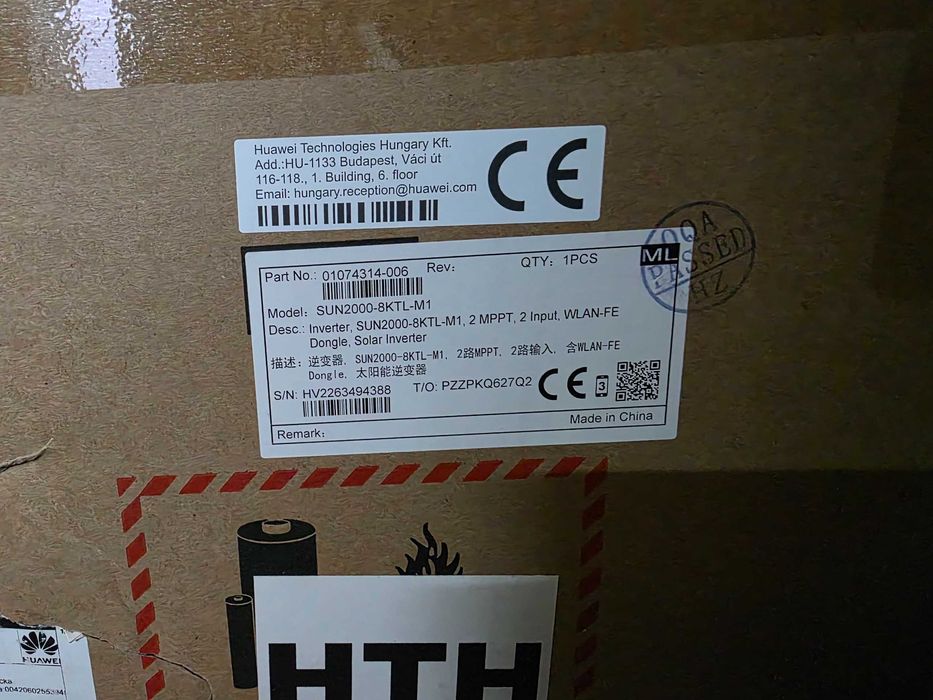 Huawei Technologies Hungary Kft.
Add.:HU-1133 Budapest, Váci út
116-118., 1. Building, 6. floor
Email: hungary.reception@huawei.com
CE
OQA
PASSED
HZ
ML
Part No.: 01074314-006 Rev: QTY: 1PCS
Model: SUN2000-8KTL-M1
Desc.: Inverter, SUN2000-8KTL-M1, 2 MPPT, 2 Input, WLAN-FE
Dongle, Solar Inverter
描述: 逆变器, SUN2000-8KTL-M1, 2路MPPT, 2路输入, 含WLAN-FE
Dongle, 太阳能逆变器
S/N: HV2263494388 T/O: PZZPKQ627Q2 CE 3
Made in China
Remark:
HTH
HUAWEI